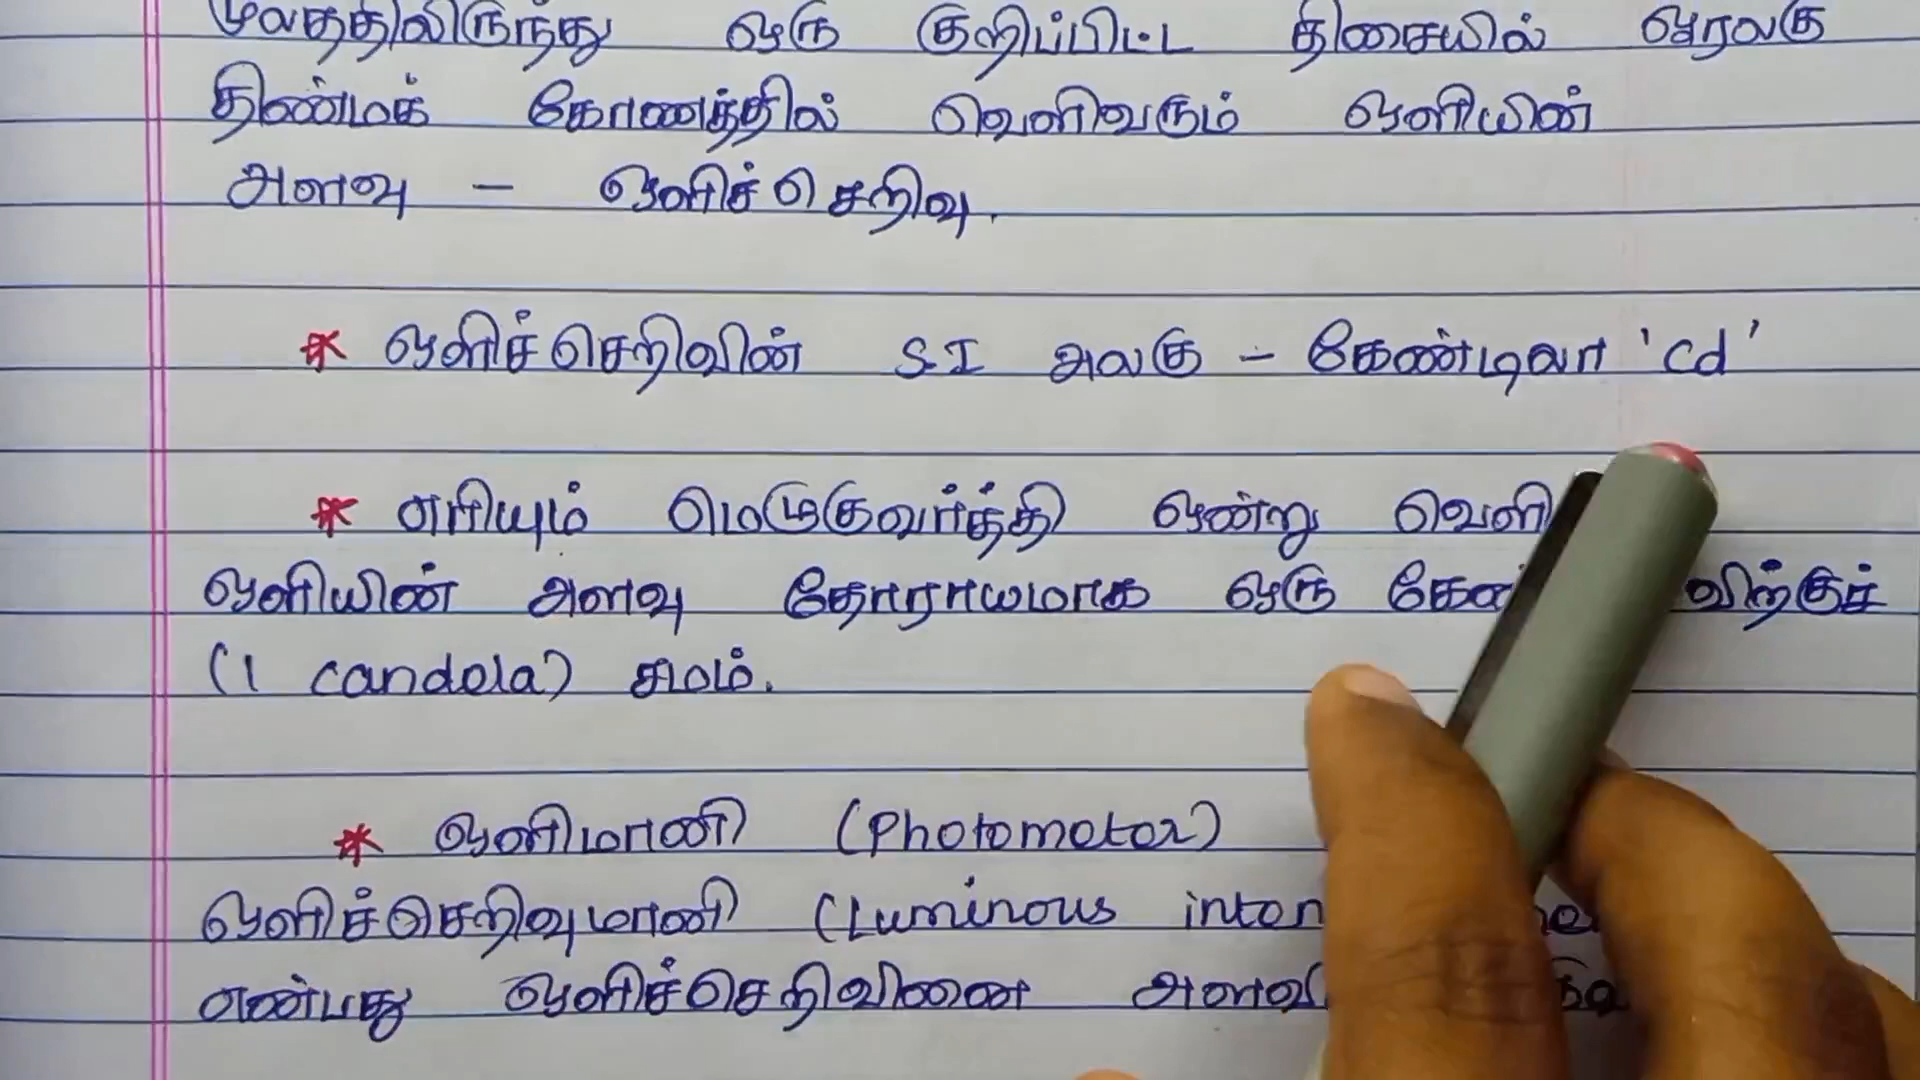 மூலத்திலிருந்து ஒரு குறிப்பிட்ட திசையில் ஓரலகு
திண்மக் கோணத்தில் வெளிவரும் ஒளியின்
அளவு - ஒளிச்செறிவு.
* ஒளிச்செறிவின் SI அலகு - கேண்டிலா 'cd'
* எரியும் மெழுகுவர்த்தி ஒன்று வெளி
ஒளியின் அளவு தோராயமாக ஒரு விற்குச்
(1 candela) சமம்.
* ஒளிமானி (Photometer)
ஒளிச்செறிவுமானி (Luminous inten
என்பது ஒளிச்செறிவினை அளவி